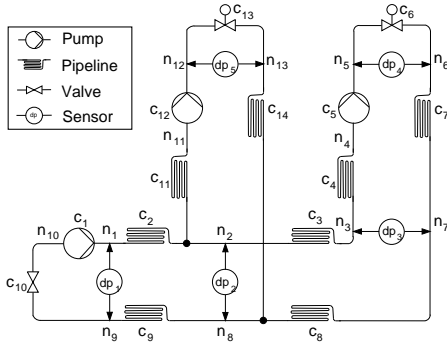 Pump
Pipeline
Valve
dp Sensor
c13
c6
n12
dp5
n13
n5
dp4
n6
c12
c14
c5
c7
n11
n4
c11
c4
c1
c2
c3
n10
n1
n2
n3
dp3
n7
c10
dp1
dp2
n9
c9
n8
c8